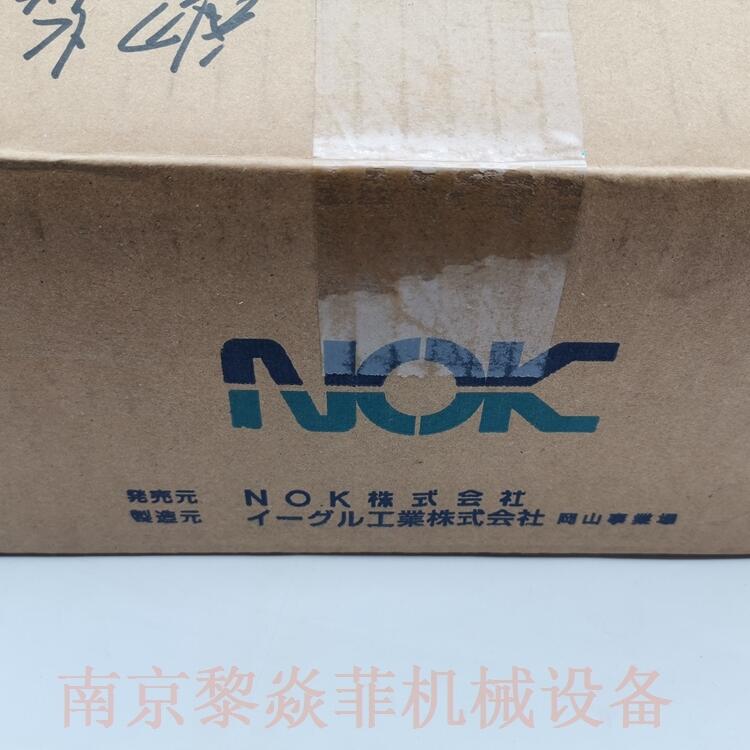 NOK
発売元 NOK株式会社
製造元 イーグル工業株式会社 岡山事業場
南京黎焱菲机械设备